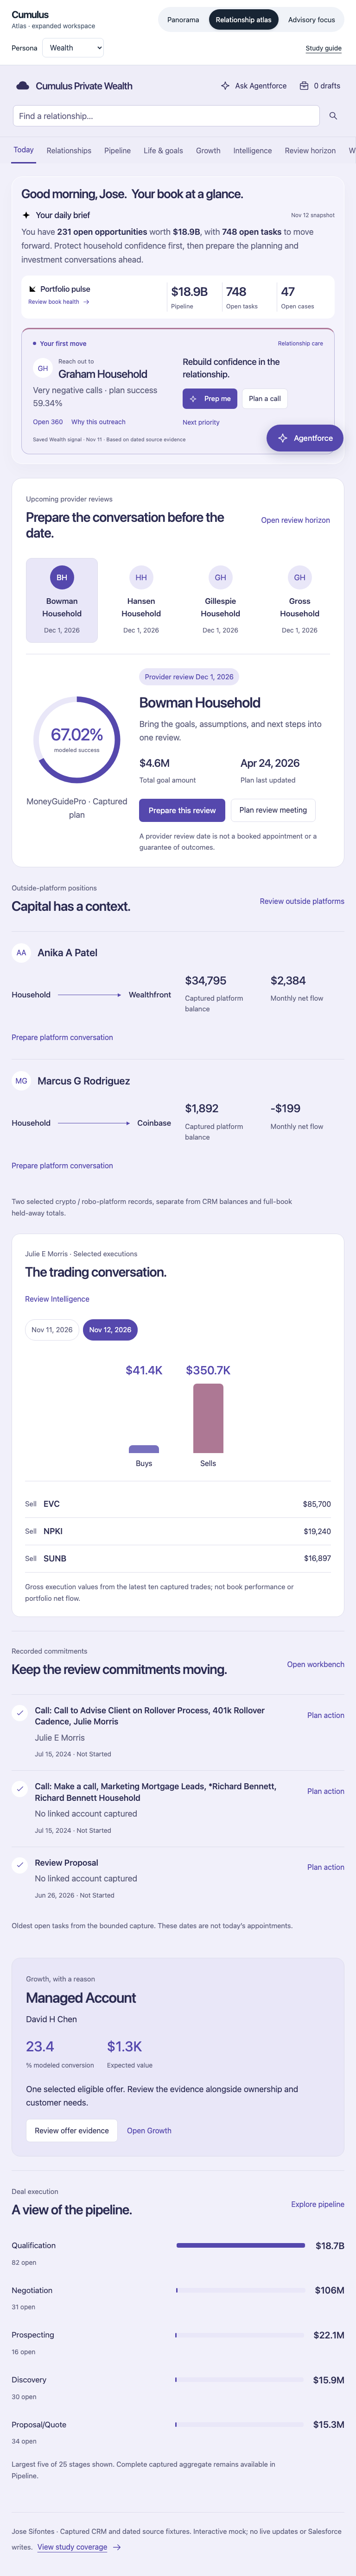 Cumulus
Atlas · expanded workspace
Panorama
Relationship atlas
Advisory focus
Persona
Wealth
Study guide
Cumulus Private Wealth
Ask Agentforce
0 drafts
Find a relationship...
Today
Relationships
Pipeline
Life & goals
Growth
Intelligence
Review horizon
W
Good morning, Jose. Your book at a glance.
Your daily brief
Nov 12 snapshot
You have 231 open opportunities worth $18.9B, with 748 open tasks to move
forward. Protect household confidence first, then prepare the planning and
investment conversations ahead.
Portfolio pulse
Review book health
$18.9B
Pipeline
748
Open tasks
47
Open cases
Your first move
Relationship care
GH
Reach out to
Graham Household
Very negative calls · plan success
59.34%
Open 360
Why this outreach
Rebuild confidence in the
relationship.
Prep me
Plan a call
Next priority
Saved Wealth signal · Nov 11 · Based on dated source evidence
Agentforce
Upcoming provider reviews
Prepare the conversation before the
date.
Open review horizon
BH
Bowman
Household
Dec 1, 2026
HH
Hansen
Household
Dec 1, 2026
GH
Gillespie
Household
Dec 1, 2026
GH
Gross
Household
Dec 1, 2026
67.02%
modeled success
MoneyGuidePro · Captured
plan
Provider review Dec 1, 2026
Bowman Household
Bring the goals, assumptions, and next steps into
one review.
$4.6M
Total goal amount
Apr 24, 2026
Plan last updated
Prepare this review
Plan review meeting
A provider review date is not a booked appointment or a
guarantee of outcomes.
Outside-platform positions
Capital has a context.
Review outside platforms
AA
Anika A Patel
Household
Wealthfront
$34,795
Captured platform
balance
$2,384
Monthly net flow
Prepare platform conversation
MG
Marcus G Rodriguez
Household
Coinbase
$1,892
Captured platform
balance
-$199
Monthly net flow
Prepare platform conversation
Two selected crypto / robo-platform records, separate from CRM balances and full-book
held-away totals.
Julie E Morris · Selected executions
The trading conversation.
Review Intelligence
Nov 11, 2026
Nov 12, 2026
$41.4K
$350.7K
Buys
Sells
Sell EVC $85,700
Sell NPKI $19,240
Sell SUNB $16,897
Gross execution values from the latest ten captured trades; not book performance or
portfolio net flow.
Recorded commitments
Keep the review commitments moving.
Open workbench
Call: Call to Advise Client on Rollover Process, 401k Rollover
Cadence, Julie Morris
Julie E Morris
Jul 15, 2024 · Not Started
Plan action
Call: Make a call, Marketing Mortgage Leads, *Richard Bennett,
Richard Bennett Household
No linked account captured
Jul 15, 2024 · Not Started
Plan action
Review Proposal
No linked account captured
Jun 26, 2026 · Not Started
Plan action
Oldest open tasks from the bounded capture. These dates are not today's appointments.
Growth, with a reason
Managed Account
David H Chen
23.4
% modeled conversion
$1.3K
Expected value
One selected eligible offer. Review the evidence alongside ownership and
customer needs.
Review offer evidence
Open Growth
Deal execution
A view of the pipeline.
Explore pipeline
Qualification
82 open
$18.7B
Negotiation
31 open
$106M
Prospecting
16 open
$22.1M
Discovery
30 open
$15.9M
Proposal/Quote
34 open
$15.3M
Largest five of 25 stages shown. Complete captured aggregate remains available in
Pipeline.
Jose Sifontes · Captured CRM and dated source fixtures. Interactive mock; no live updates or Salesforce
writes. View study coverage